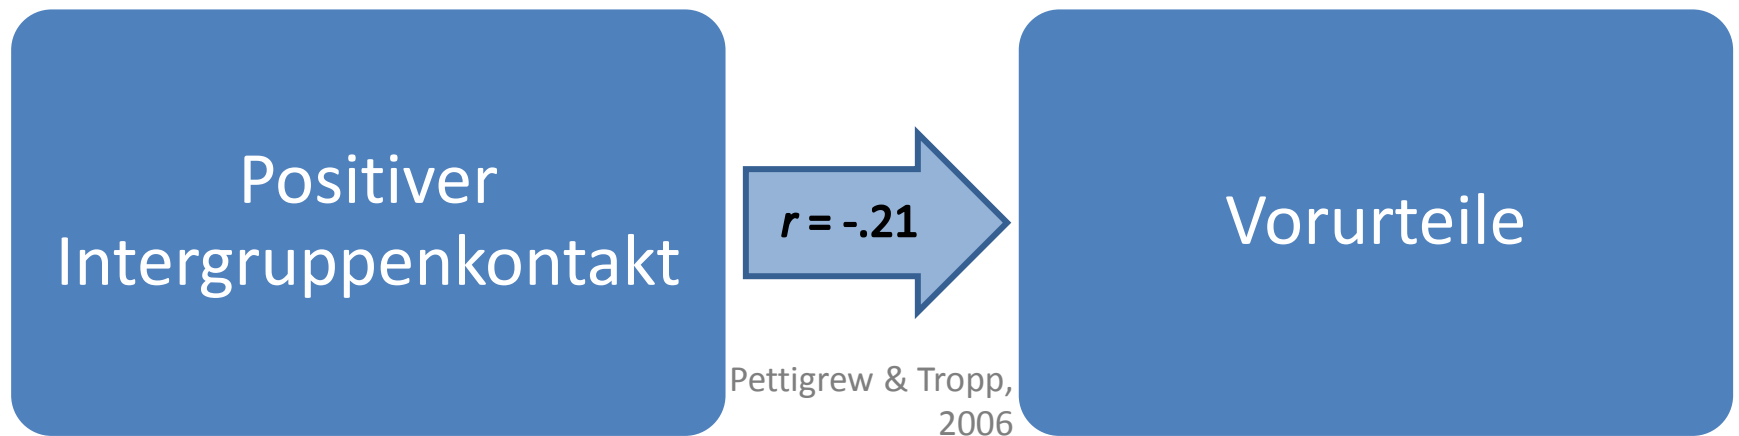 Positiver
Intergruppenkontakt
r = -.21
Vorurteile
Pettigrew & Tropp,
2006